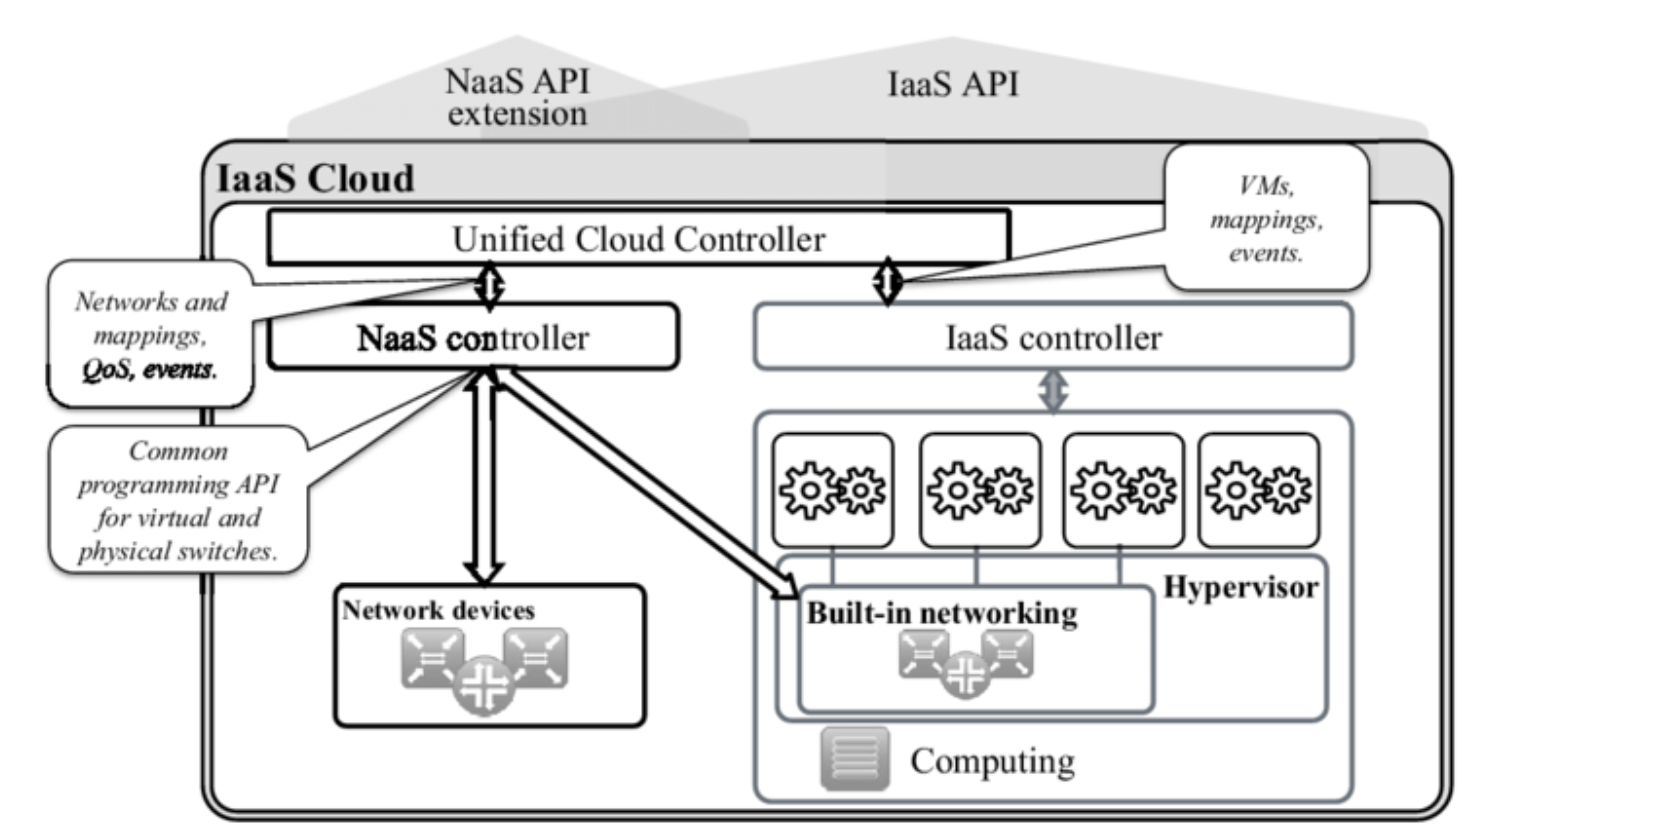 NaaS API
extension
IaaS API
IaaS Cloud
VMs,
mappings,
events.
Unified Cloud Controller
Networks and
mappings,
QoS, events.
NaaS controller
IaaS controller
Common
programming API
for virtual and
physical switches.
Hypervisor
Network devices
Built-in networking
Computing